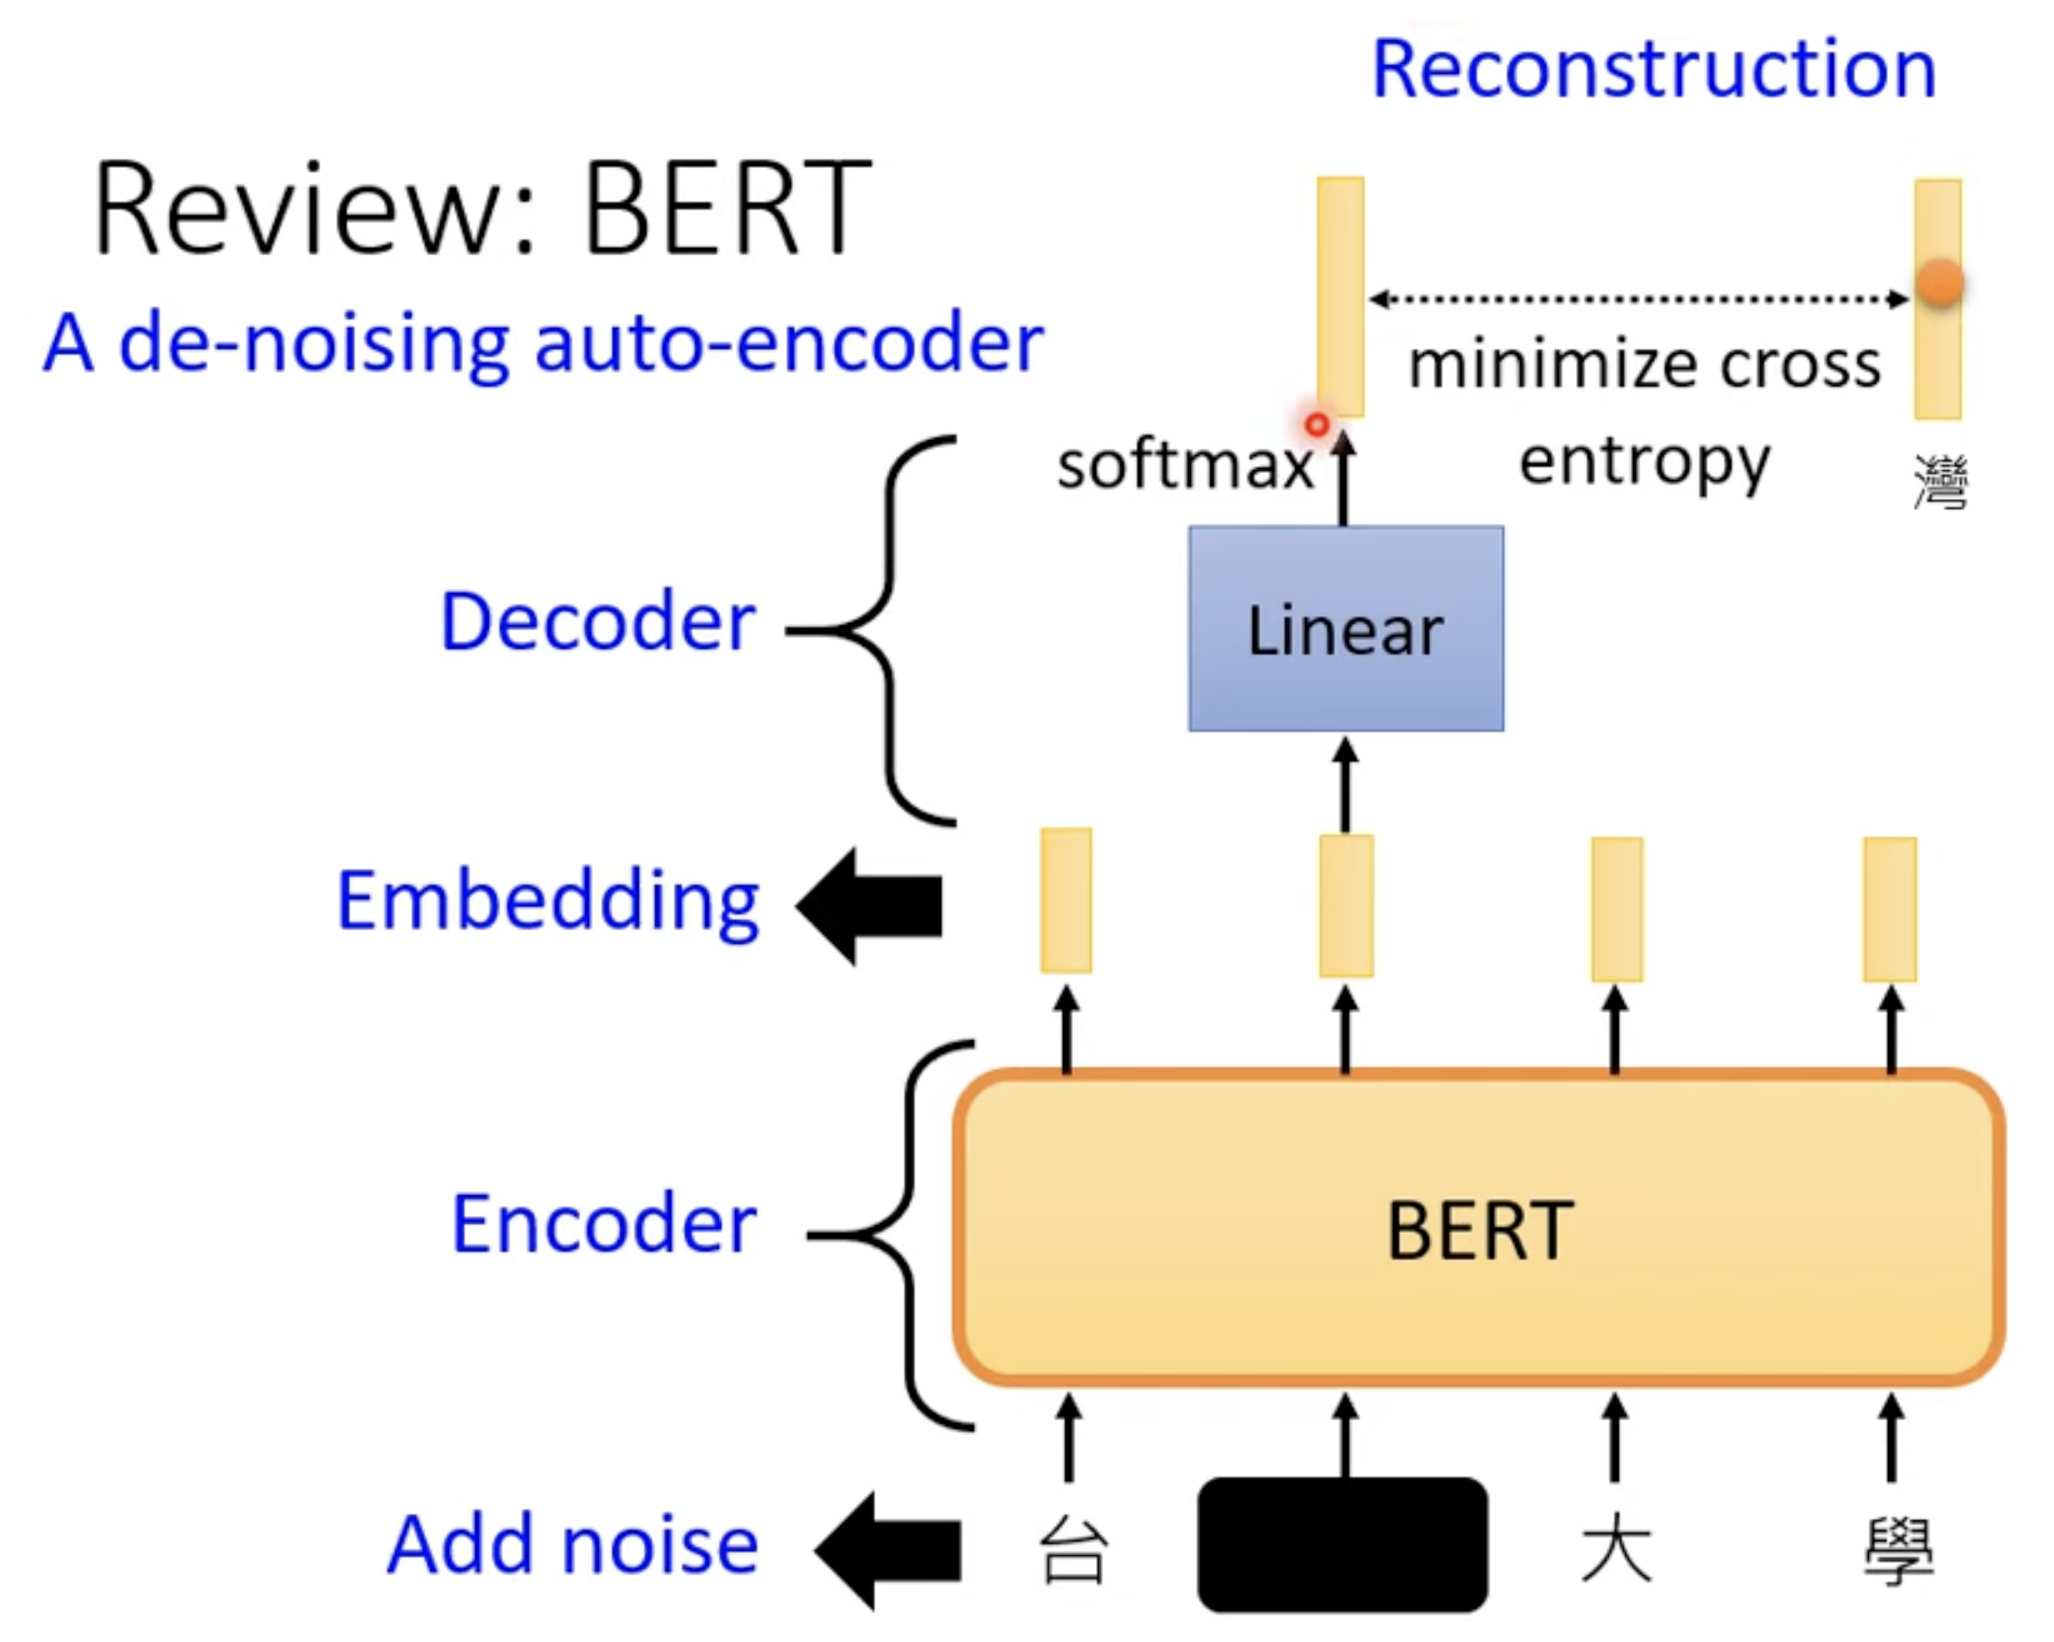 Reconstruction
Review: BERT
A de-noising auto-encoder
minimize cross
entropy
softmax
灣
Linear
Decoder
Embedding
Encoder
BERT
Add noise
台 大 學